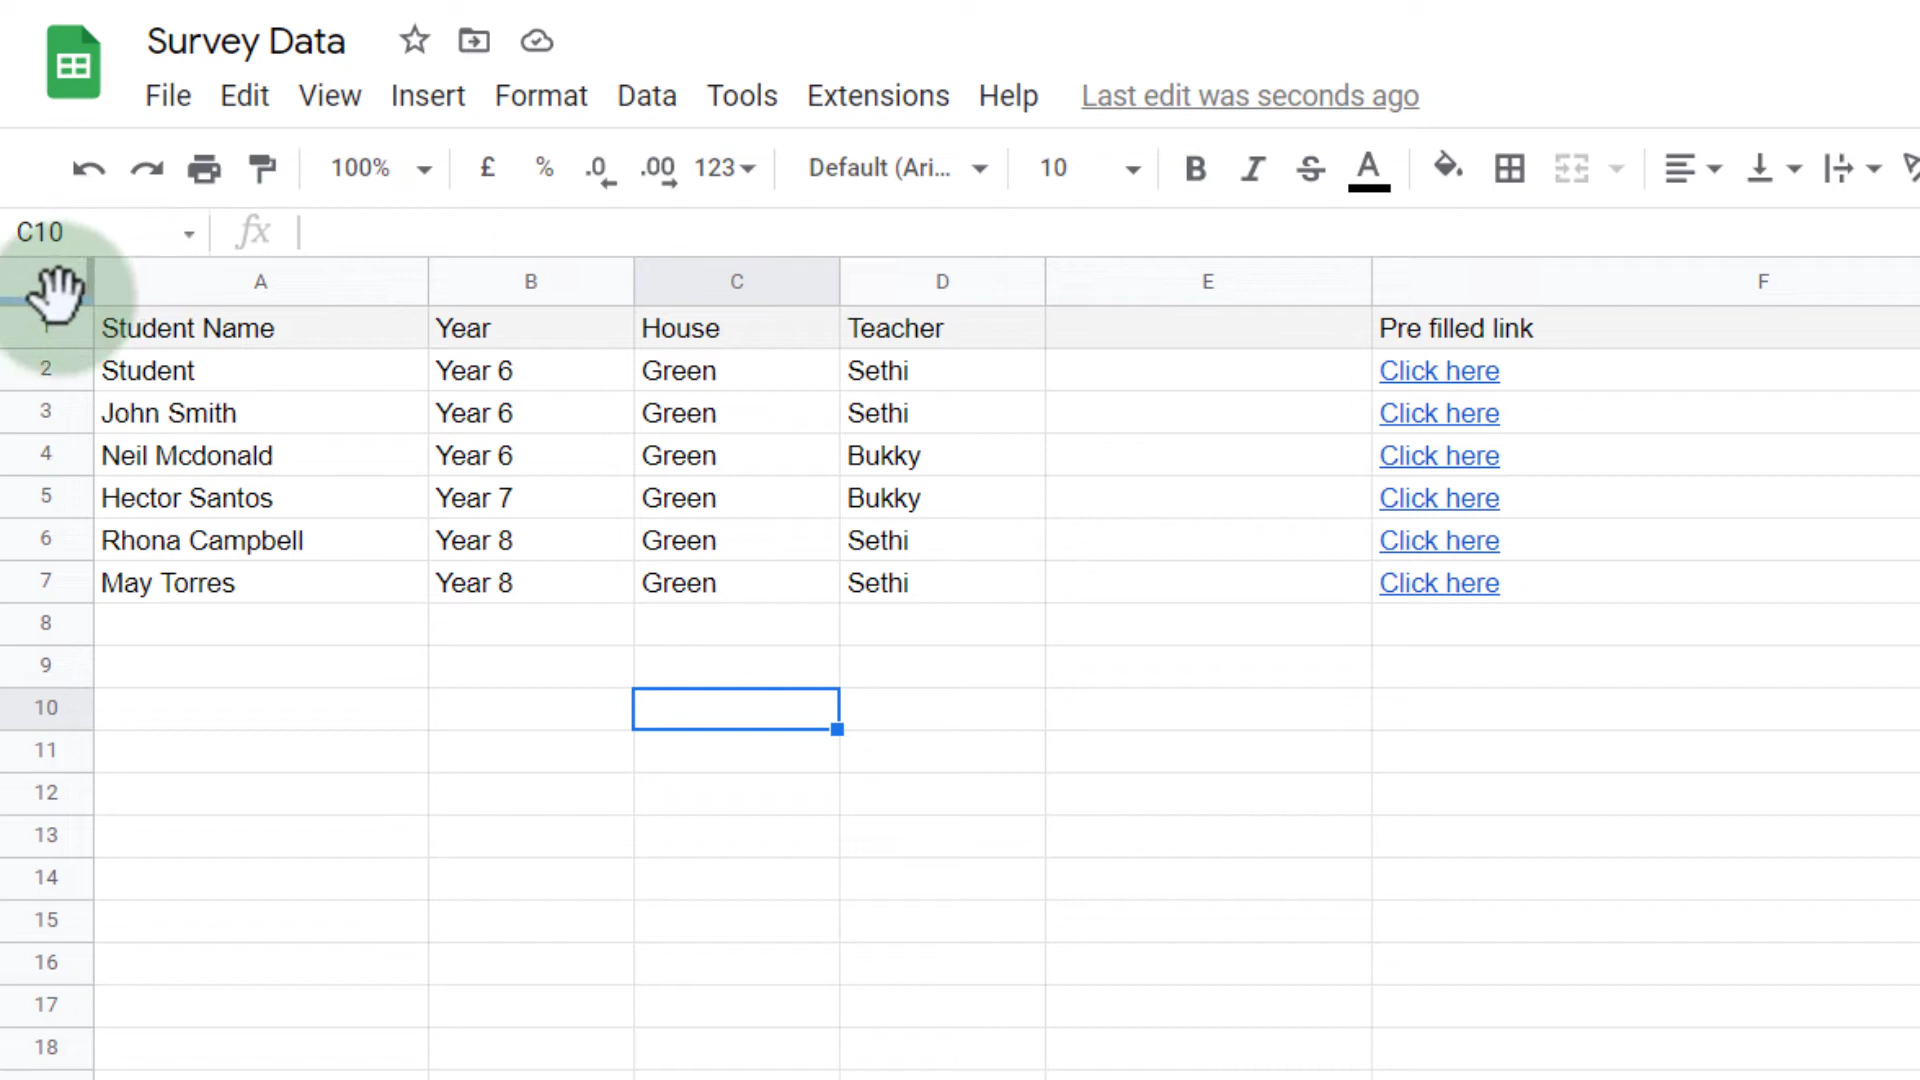 Survey Data
File Edit View Insert Format Data Tools Extensions Help Last edit was seconds ago
100% £ % .0 .00 123 Default (Ari... 10 B I S A
C10 fx
A B C D E F
1 Student Name Year House Teacher Pre filled link
2 Student Year 6 Green Sethi Click here
3 John Smith Year 6 Green Sethi Click here
4 Neil Mcdonald Year 6 Green Bukky Click here
5 Hector Santos Year 7 Green Bukky Click here
6 Rhona Campbell Year 8 Green Sethi Click here
7 May Torres Year 8 Green Sethi Click here
8
9
10
11
12
13
14
15
16
17
18